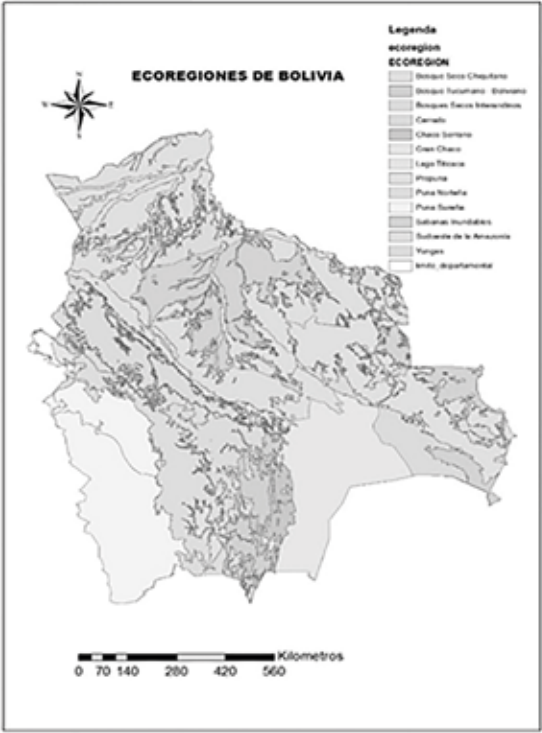 Legenda
ecoregion
ECOREGION
ECOREGIONES DE BOLIVIA
Bosque Seco Chiquitano
Bosque Tucumano - Boliviano
Bosques Secos Interandinos
Cerrado
Chaco Serrano
Gran Chaco
Lago Titicaca
Prepuna
Puna Norteña
Puna Sureña
Sabanas Inundables
Sudoeste de la Amazonia
Yungas
limite_departamental
N
W
E
S
Kilometros
0 70 140 280 420 560